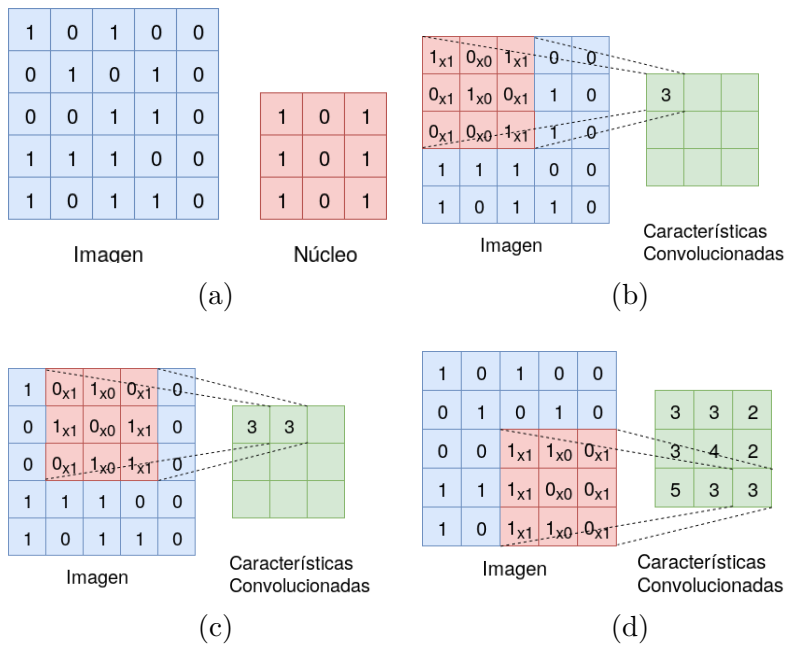 1 0 1 0 0
0 1 0 1 0
0 0 1 1 0
1 1 1 0 0
1 0 1 1 0
Imagen
1 0 1
1 0 1
1 0 1
Núcleo
(a)
1x1 0x0 1x1 0 0
0x1 1x0 0x1 1 0
0x1 0x0 1x1 1 0
1 1 1 0 0
1 0 1 1 0
Imagen
3
Características
Convolucionadas
(b)
1 0x1 1x0 0x1 0
0 1x1 0x0 1x1 0
0 0x1 1x0 1x1 0
1 1 1 0 0
1 0 1 1 0
Imagen
3 3
Características
Convolucionadas
(c)
1 0 1 0 0
0 1 0 1 0
0 0 1x1 1x0 0x1
1 1 1x1 0x0 0x1
1 0 1x1 1x0 0x1
Imagen
3 3 2
3 4 2
5 3 3
Características
Convolucionadas
(d)